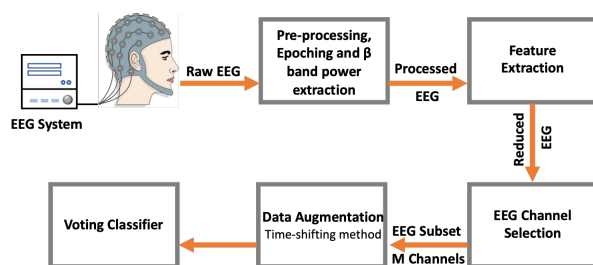 Pre-processing,
Epoching and β
band power
extraction
Feature
Extraction
Raw EEG
Processed
EEG
EEG System
Reduced
EEG
Voting Classifier
Data Augmentation
Time-shifting method
EEG Subset
M Channels
EEG Channel
Selection